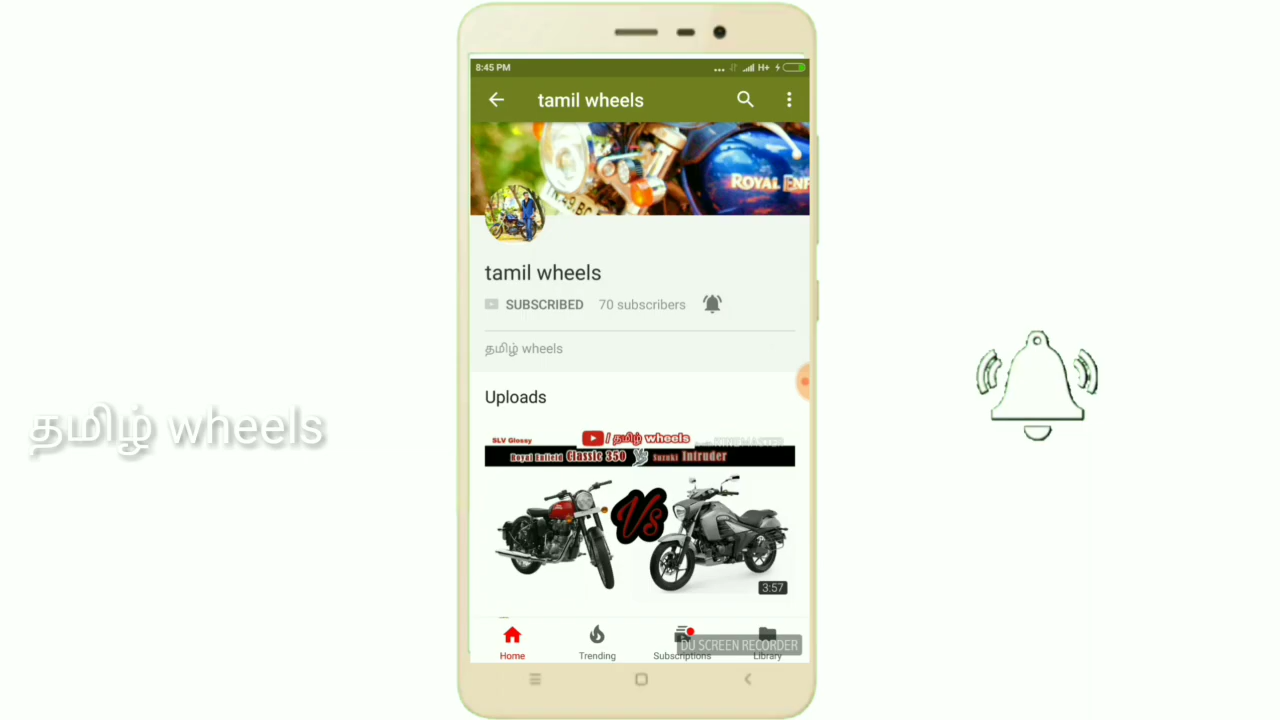 8:45 PM
H+
tamil wheels
ROYAL ENF
tamil wheels
SUBSCRIBED 70 subscribers
தமிழ் wheels
Uploads
தமிழ் wheels
SLV Glossy
/ தமிழ் wheels
KINEMASTER
Royal Enfield Classic 350 Suzuki Intruder
Vs
3:57
DU SCREEN RECORDER
Home Trending Subscriptions Library